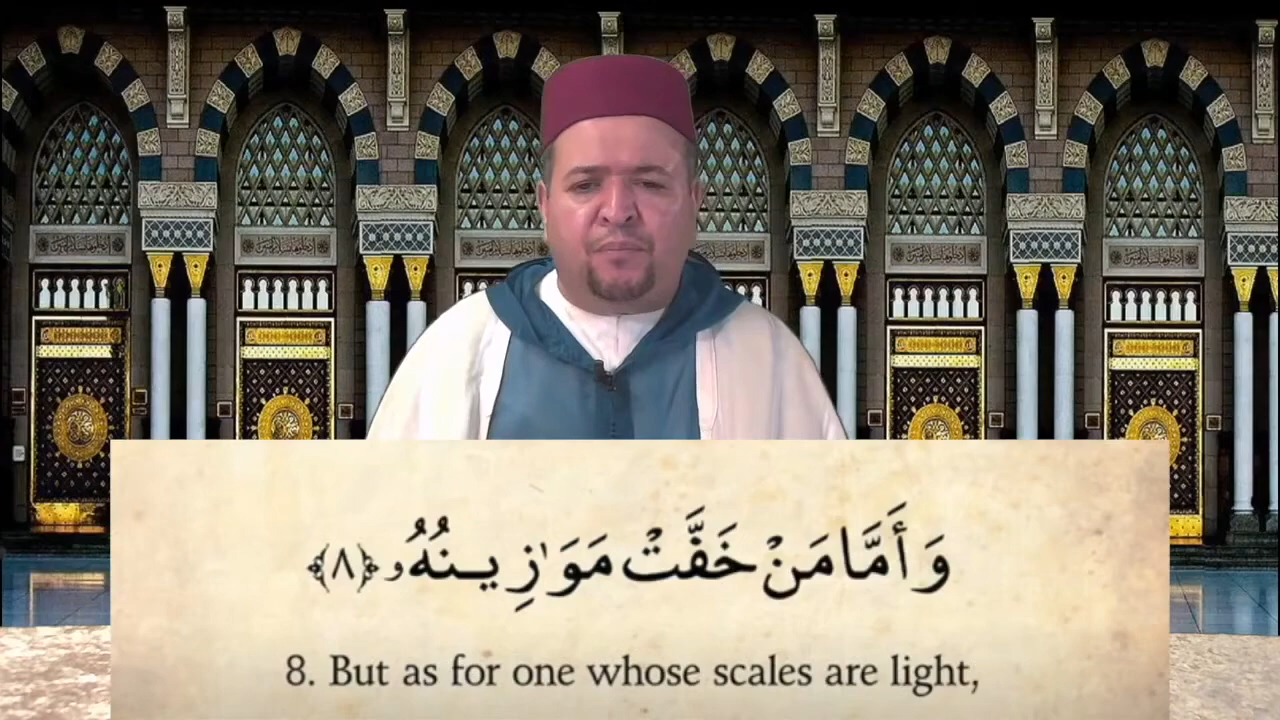 وَأَمَّا مَنْ خَفَّتْ مَوَٰزِينُهُۥ ﴿٨﴾
8. But as for one whose scales are light,